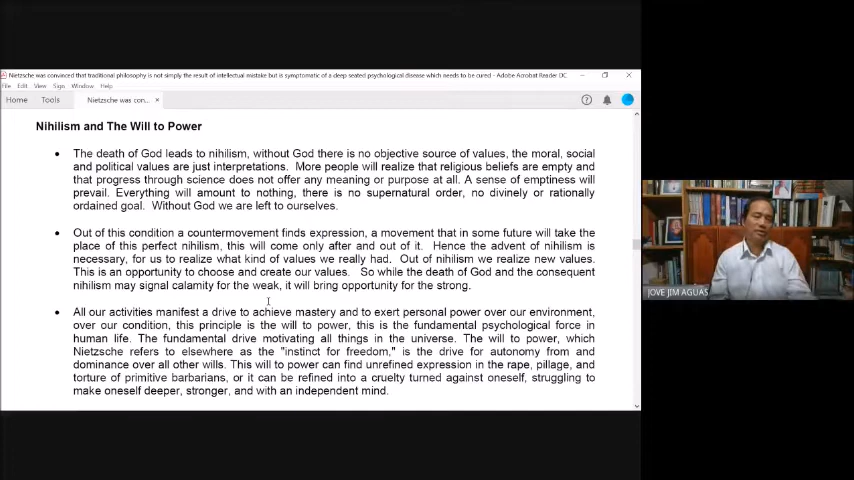 Nietzsche was convinced that traditional philosophy is not simply the result of intellectual mistake but is symptomatic of a deep seated psychological disease which needs to be cured - Adobe Acrobat Reader DC
File Edit View Sign Window Help
Home Tools Nietzsche was con... ×
Nihilism and The Will to Power
• The death of God leads to nihilism, without God there is no objective source of values, the moral, social
and political values are just interpretations. More people will realize that religious beliefs are empty and
that progress through science does not offer any meaning or purpose at all. A sense of emptiness will
prevail. Everything will amount to nothing, there is no supernatural order, no divinely or rationally
ordained goal. Without God we are left to ourselves.
• Out of this condition a countermovement finds expression, a movement that in some future will take the
place of this perfect nihilism, this will come only after and out of it. Hence the advent of nihilism is
necessary, for us to realize what kind of values we really had. Out of nihilism we realize new values.
This is an opportunity to choose and create our values. So while the death of God and the consequent
nihilism may signal calamity for the weak, it will bring opportunity for the strong.
• All our activities manifest a drive to achieve mastery and to exert personal power over our environment,
over our condition, this principle is the will to power, this is the fundamental psychological force in
human life. The fundamental drive motivating all things in the universe. The will to power, which
Nietzsche refers to elsewhere as the "instinct for freedom," is the drive for autonomy from and
dominance over all other wills. This will to power can find unrefined expression in the rape, pillage, and
torture of primitive barbarians, or it can be refined into a cruelty turned against oneself, struggling to
make oneself deeper, stronger, and with an independent mind.
JOVE JIM AGUAS